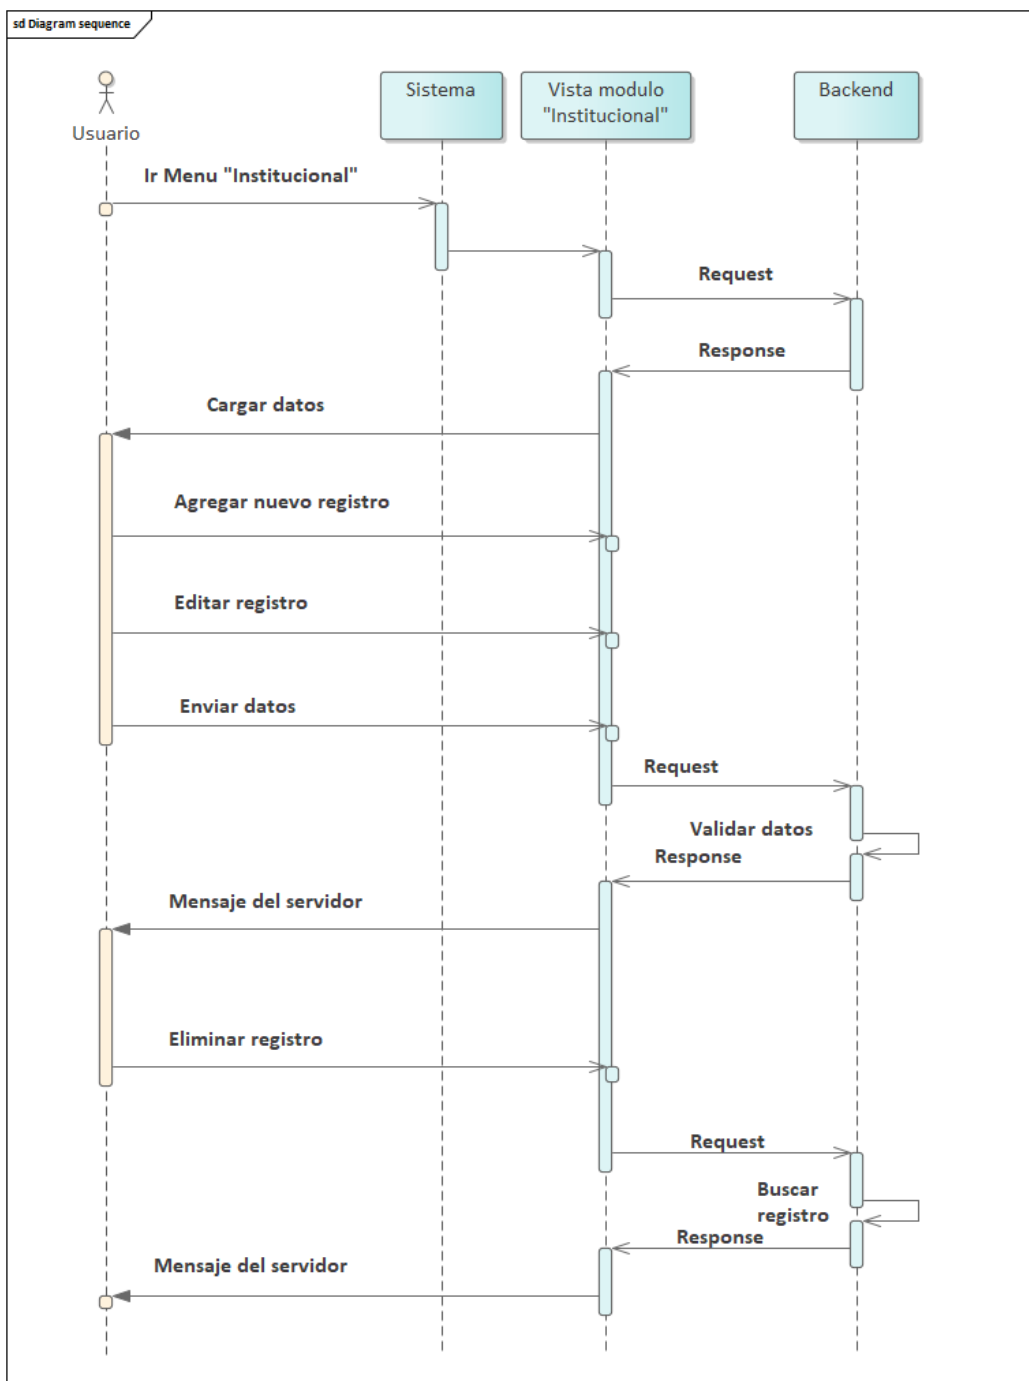 sd Diagram sequence
Usuario
Sistema
Vista modulo
"Institucional"
Backend
Ir Menu "Institucional"
Request
Response
Cargar datos
Agregar nuevo registro
Editar registro
Enviar datos
Request
Validar datos
Response
Mensaje del servidor
Eliminar registro
Request
Buscar
registro
Response
Mensaje del servidor